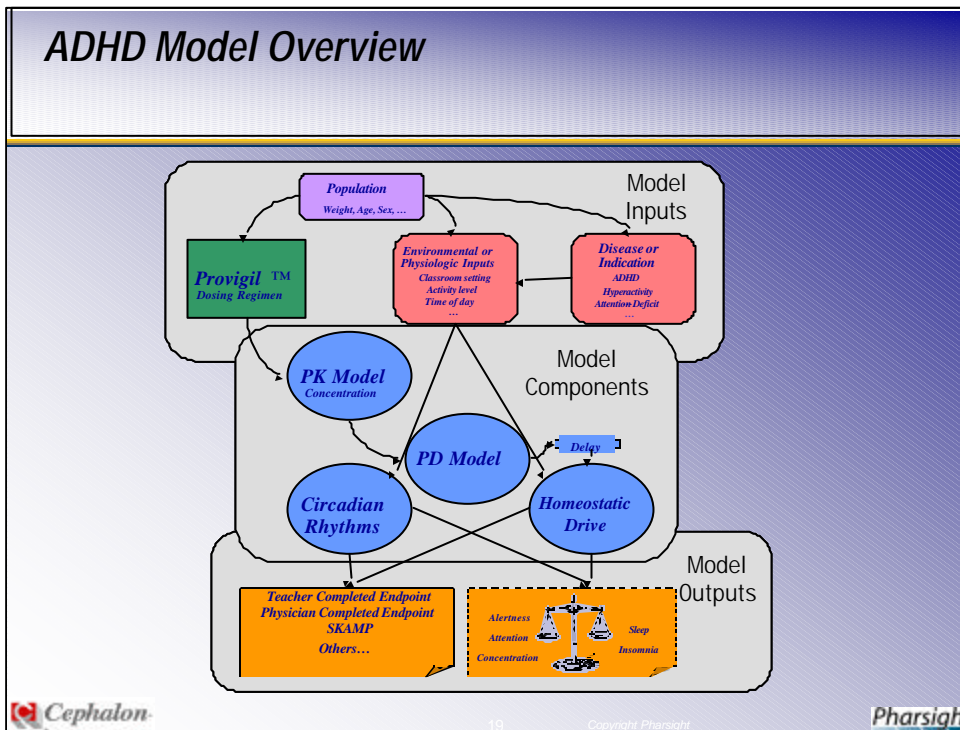 ADHD Model Overview
Model
Inputs
Population
Weight, Age, Sex, ...
Provigil ™
Dosing Regimen
Environmental or
Physiologic Inputs
Classroom setting
Activity level
Time of day
...
Disease or
Indication
ADHD
Hyperactivity
Attention-Deficit
...
Model
Components
PK Model
Concentration
PD Model
Delay
Circadian
Rhythms
Homeostatic
Drive
Model
Outputs
Teacher Completed Endpoint
Physician Completed Endpoint
SKAMP
Others...
Alertness
Attention
Concentration
Sleep
Insomnia
Cephalon
19
Copyright Pharsight
Pharsigh